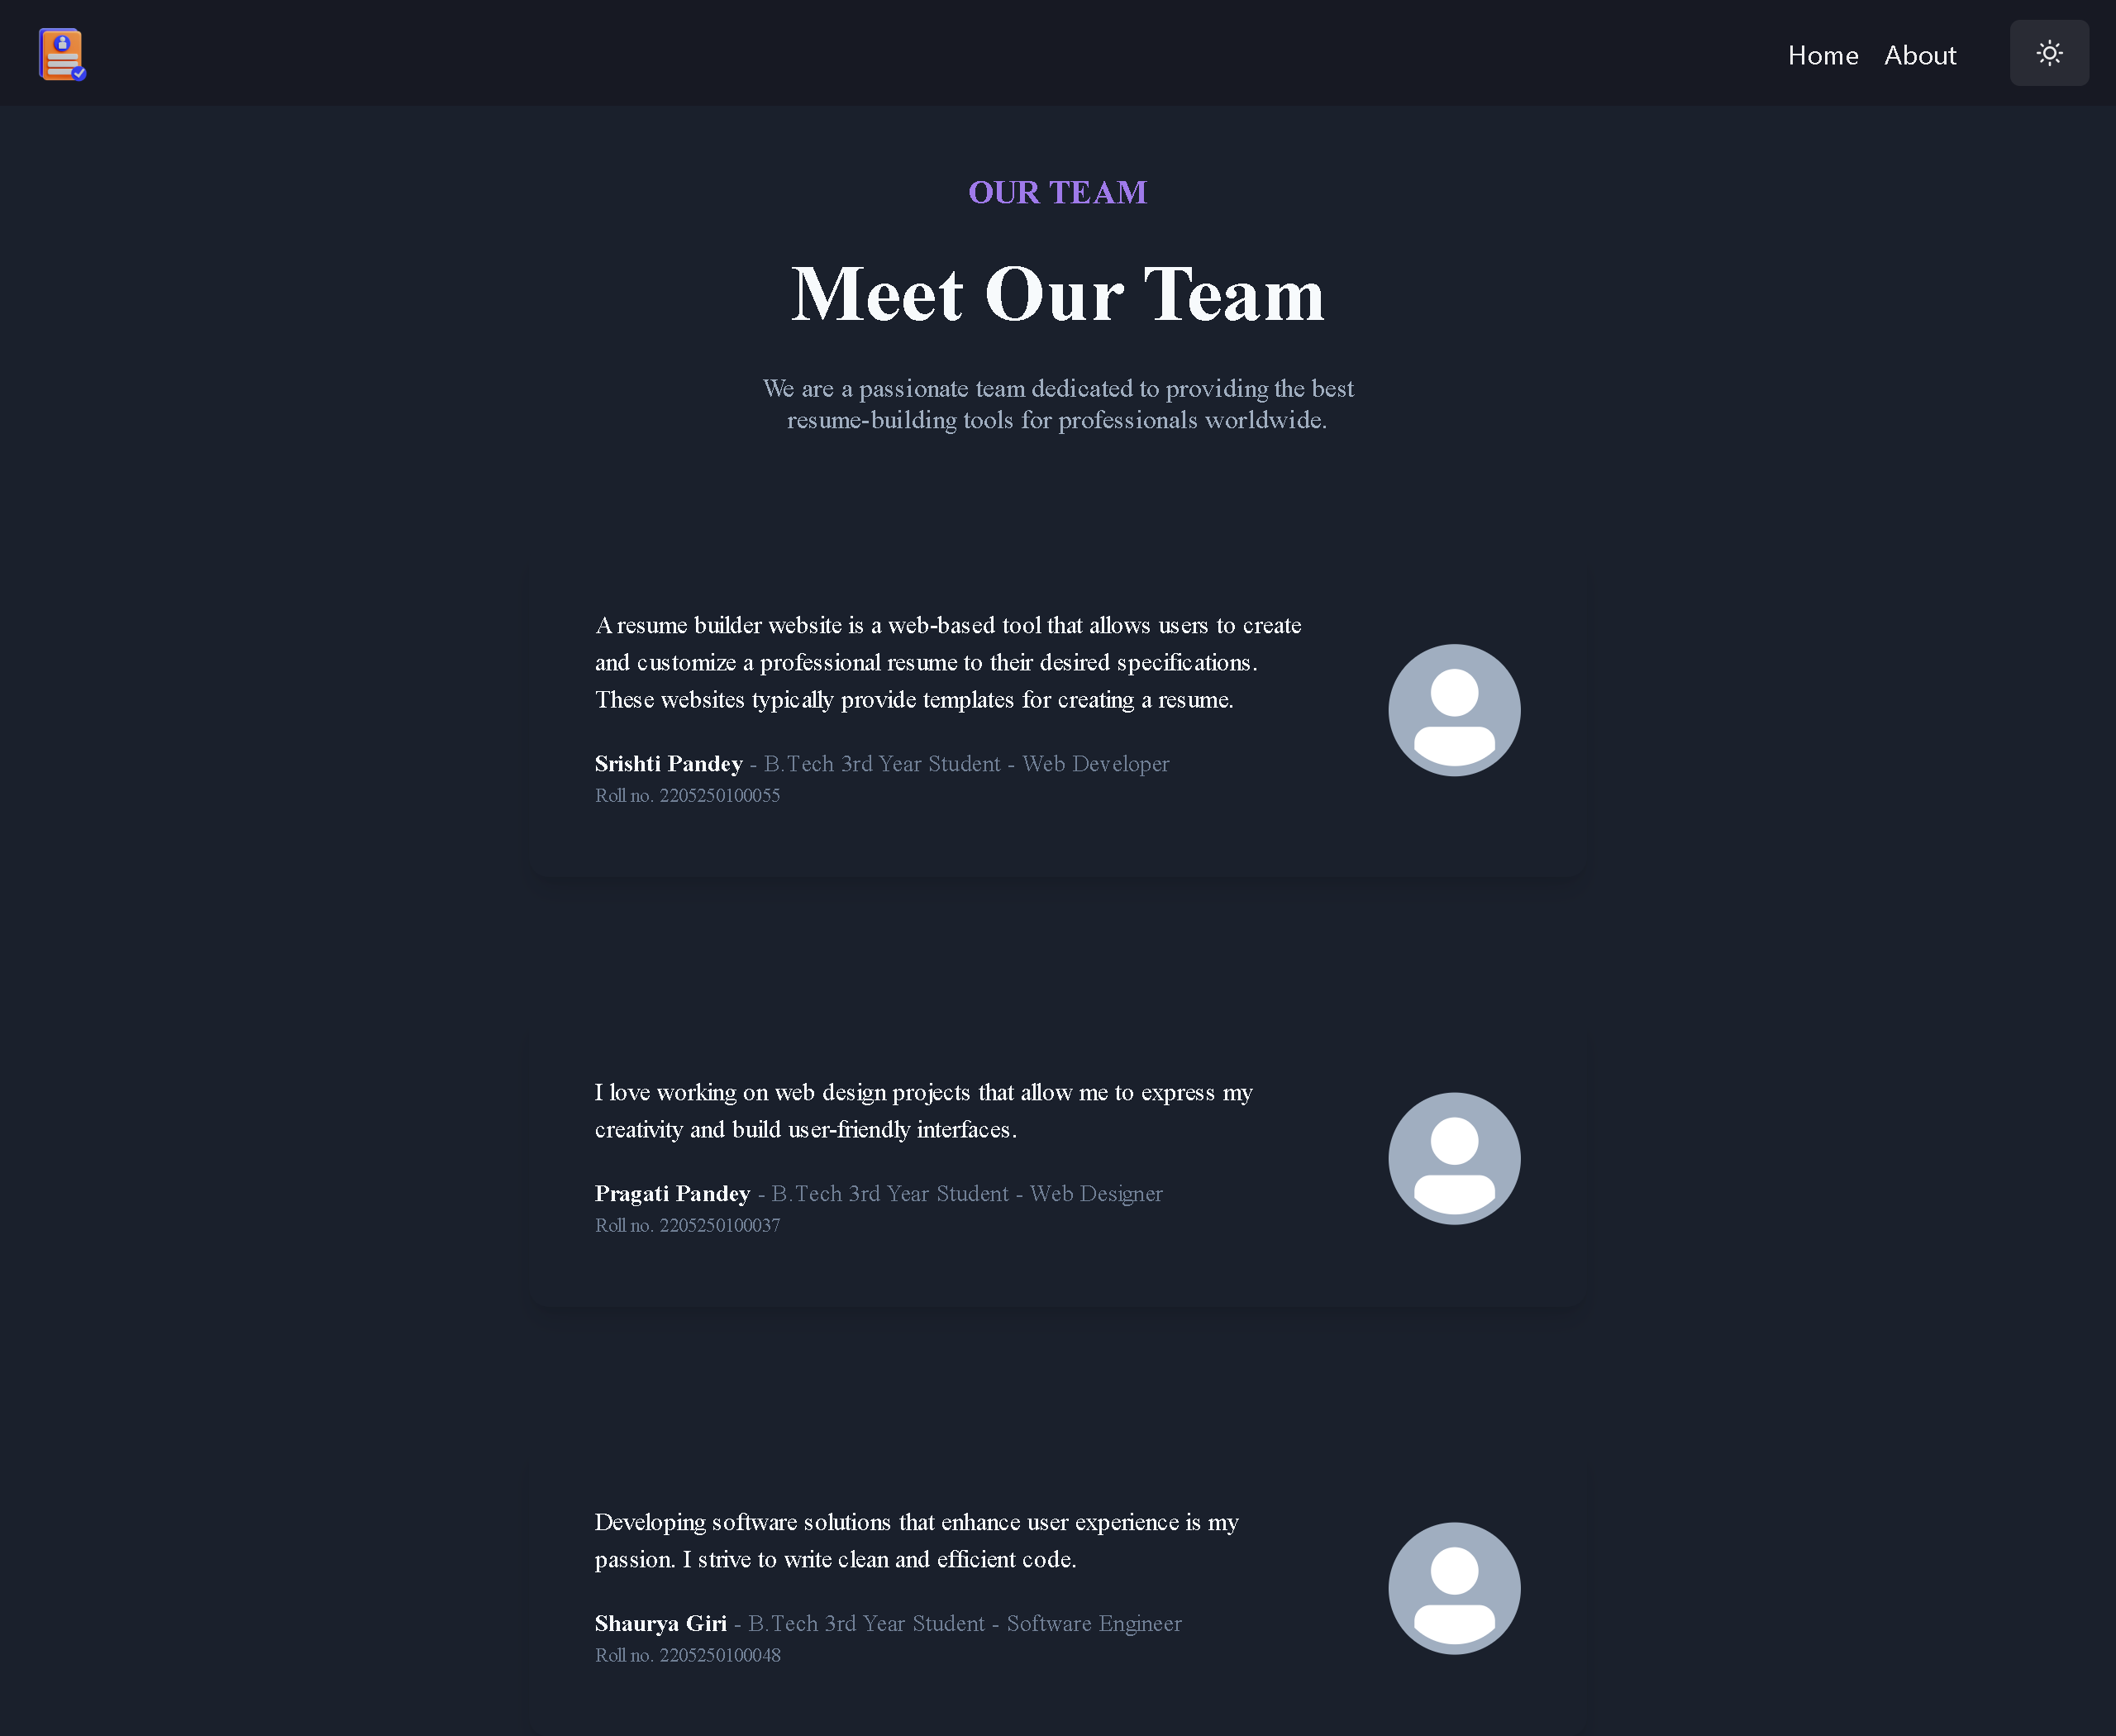 Home About
OUR TEAM
Meet Our Team
We are a passionate team dedicated to providing the best
resume-building tools for professionals worldwide.
A resume builder website is a web-based tool that allows users to create
and customize a professional resume to their desired specifications.
These websites typically provide templates for creating a resume.
Srishti Pandey - B.Tech 3rd Year Student - Web Developer
Roll no. 2205250100055
I love working on web design projects that allow me to express my
creativity and build user-friendly interfaces.
Pragati Pandey - B.Tech 3rd Year Student - Web Designer
Roll no. 2205250100037
Developing software solutions that enhance user experience is my
passion. I strive to write clean and efficient code.
Shaurya Giri - B.Tech 3rd Year Student - Software Engineer
Roll no. 2205250100048